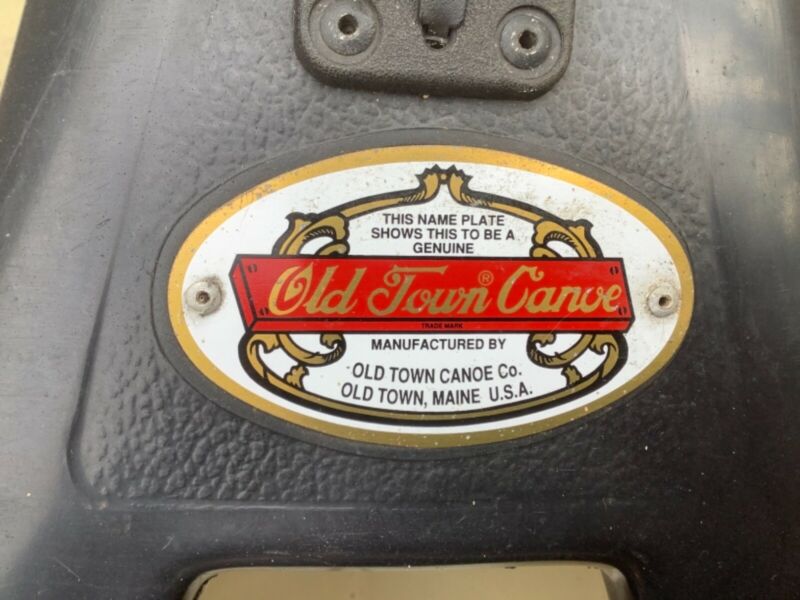 THIS NAME PLATE
SHOWS THIS TO BE A
GENUINE
Old Town® Canoe
TRADE MARK
MANUFACTURED BY
OLD TOWN CANOE Co.
OLD TOWN, MAINE U.S.A.